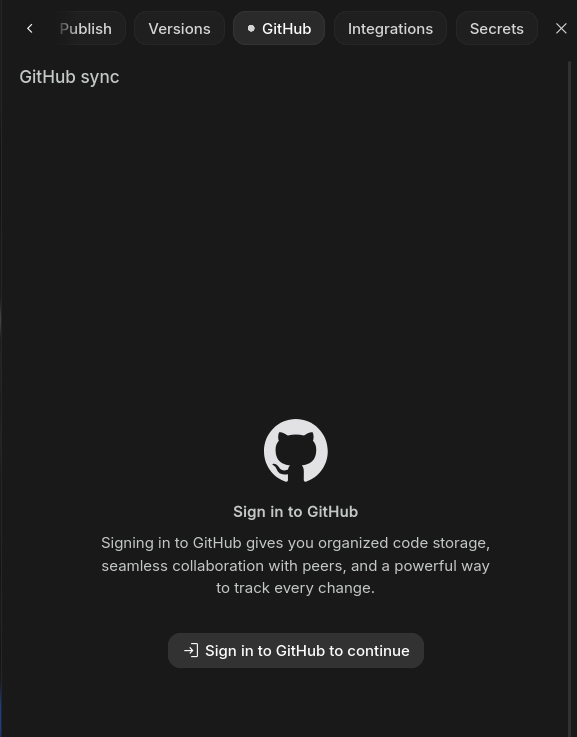 Publish
Versions
GitHub
Integrations
Secrets
GitHub sync
Sign in to GitHub
Signing in to GitHub gives you organized code storage,
seamless collaboration with peers, and a powerful way
to track every change.
Sign in to GitHub to continue